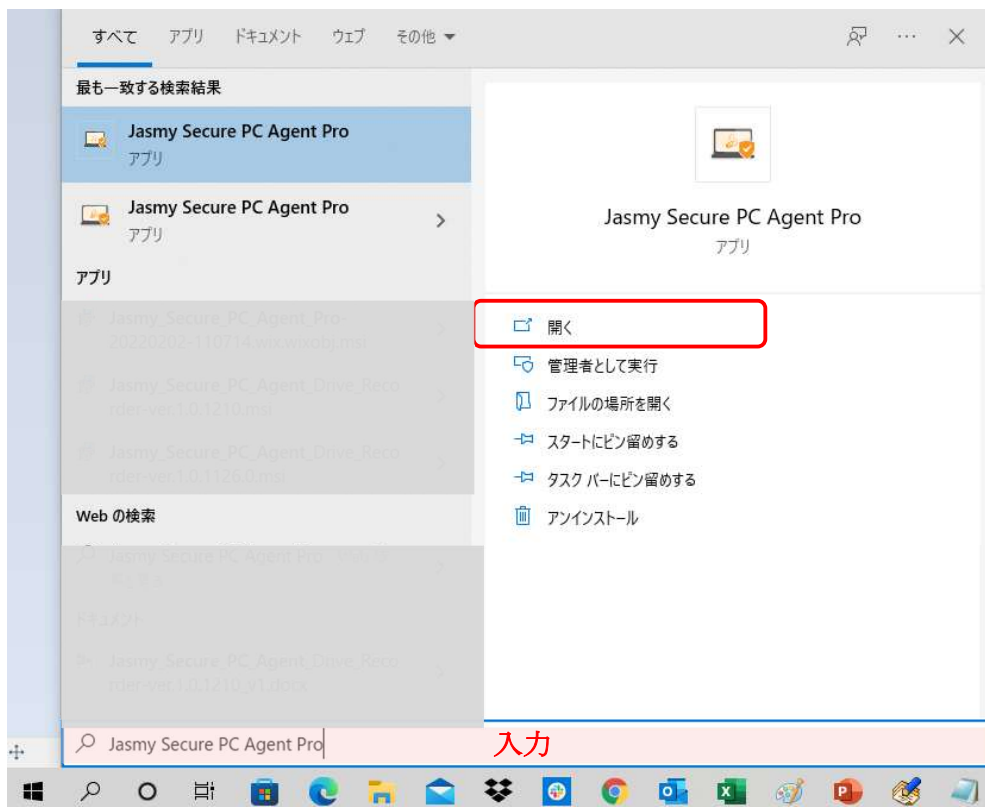 すべて アプリ ドキュメント ウェブ その他
最も一致する検索結果
Jasmy Secure PC Agent Pro
アプリ
Jasmy Secure PC Agent Pro
アプリ
アプリ
Jasmy_Secure_PC_Agent_Pro-
20220202-110714.wixwixobj.msi
Jasmy_Secure_PC_Agent_Drive_Reco
rder-ver.1.0.1210.msi
Jasmy_Secure_PC_Agent_Drive_Reco
rder-ver.1.0.1126.0.msi
Web の検索
Jasmy Secure PC Agent Pro
ドキュメント
Jasmy_Secure_PC_Agent_Drive_Reco
rder-ver.1.0.1210_v1.docx
Jasmy Secure PC Agent Pro
アプリ
開く
管理者として実行
ファイルの場所を開く
スタートにピン留めする
タスク バーにピン留めする
アンインストール
Jasmy Secure PC Agent Pro 入力